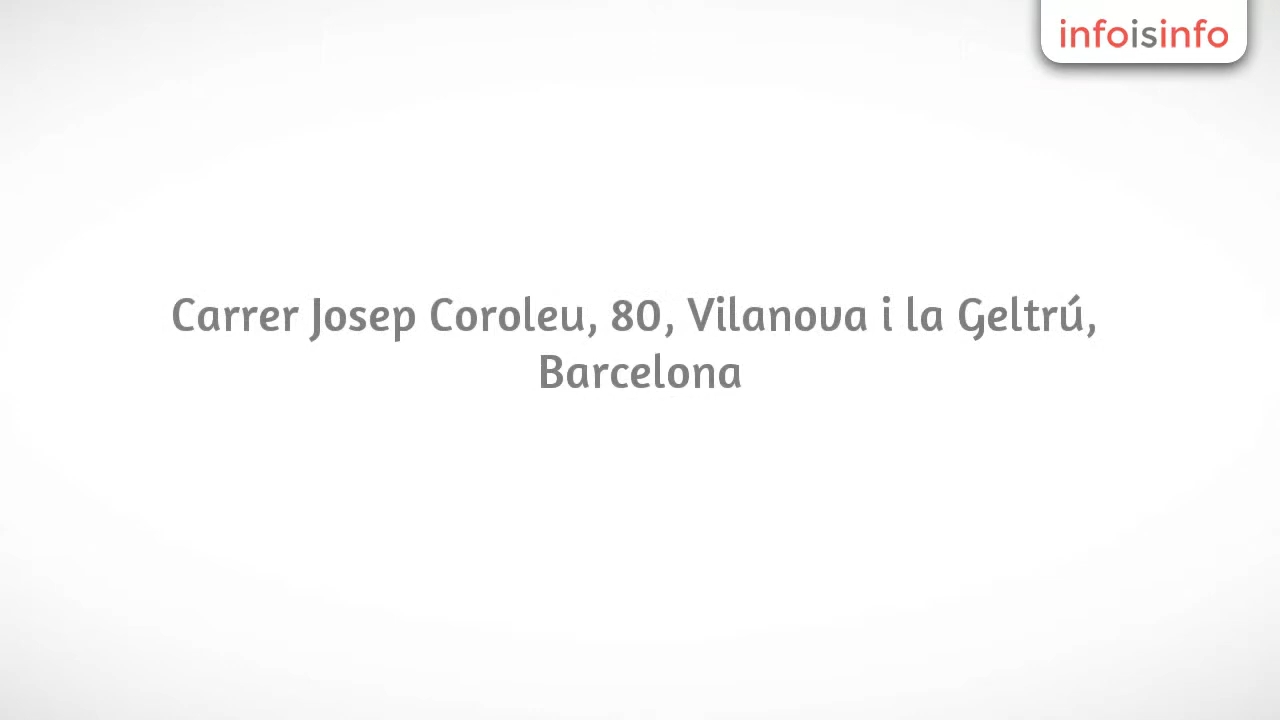 infoisinfo
Carrer Josep Coroleu, 80, Vilanova i la Geltrú,
Barcelona